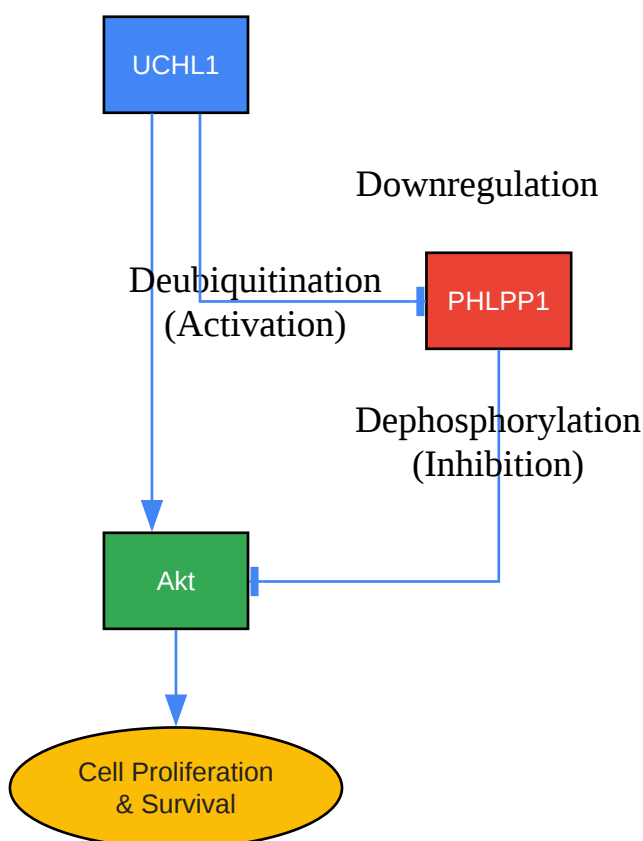 UCHL1
Downregulation
Deubiquitination
(Activation)
PHLPP1
Dephosphorylation
(Inhibition)
Akt
Cell Proliferation
& Survival